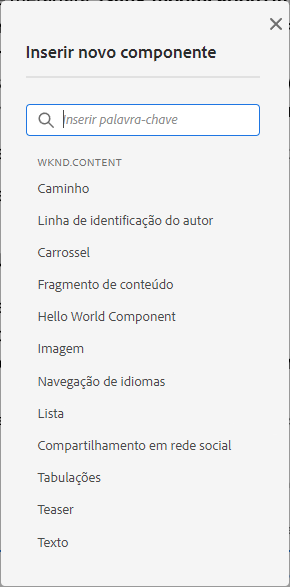 Inserir novo componente
Inserir palavra-chave
WKND.CONTENT
Caminho
Linha de identificação do autor
Carrossel
Fragmento de conteúdo
Hello World Component
Imagem
Navegação de idiomas
Lista
Compartilhamento em rede social
Tabulações
Teaser
Texto